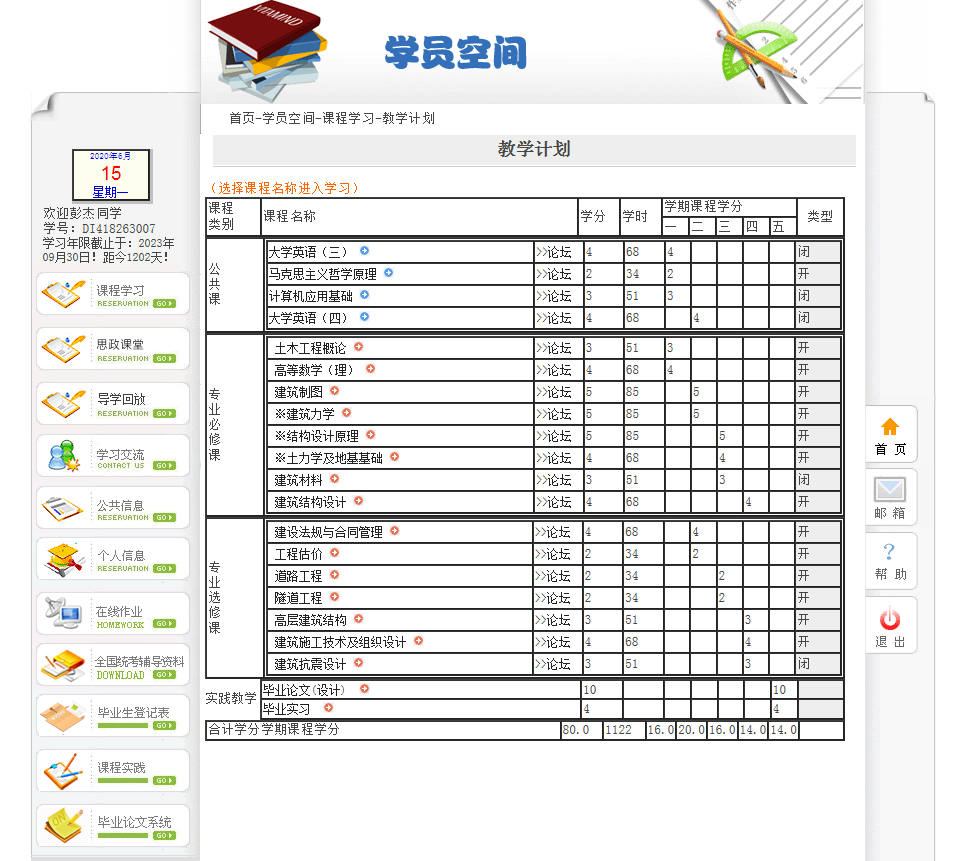 VITAMIND
学员空间
首页-学员空间-课程学习-教学计划
教学计划
2020年6月
15
星期一
欢迎彭杰同学
学号：DI418263007
学习年限截止于：2023年
09月30日！距今1202天！
课程学习
RESERVATION GO
思政课堂
RESERVATION GO
导学回放
RESERVATION GO
学习交流
CONTACT US GO
公共信息
RESERVATION GO
个人信息
RESERVATION GO
在线作业
HOMEWORK GO
全国统考辅导资料
DOWNLOAD GO
毕业生登记表
GO
课程实践
GO
毕业论文系统
GO
（选择课程名称进入学习）
课程类别 课程名称 学分 学时 学期课程学分 类型
一 二 三 四 五
公共课
大学英语（三） >>论坛 4 68 4 闭
马克思主义哲学原理 >>论坛 2 34 2 开
计算机应用基础 >>论坛 3 51 3 闭
大学英语（四） >>论坛 4 68 4 闭
专业必修课
土木工程概论 >>论坛 3 51 3 开
高等数学（理） >>论坛 4 68 4 开
建筑制图 >>论坛 5 85 5 开
※建筑力学 >>论坛 5 85 5 开
※结构设计原理 >>论坛 5 85 5 开
※土力学及地基基础 >>论坛 4 68 4 开
建筑材料 >>论坛 3 51 3 闭
建筑结构设计 >>论坛 4 68 4 开
专业选修课
建设法规与合同管理 >>论坛 4 68 4 开
工程估价 >>论坛 2 34 2 开
道路工程 >>论坛 2 34 2 开
隧道工程 >>论坛 2 34 2 开
高层建筑结构 >>论坛 3 51 3 开
建筑施工技术及组织设计 >>论坛 4 68 4 开
建筑抗震设计 >>论坛 3 51 3 闭
实践教学
毕业论文(设计) 10 10
毕业实习 4 4
合计学分学期课程学分 80.0 1122 16.0 20.0 16.0 14.0 14.0
首 页
邮 箱
?
帮 助
退 出